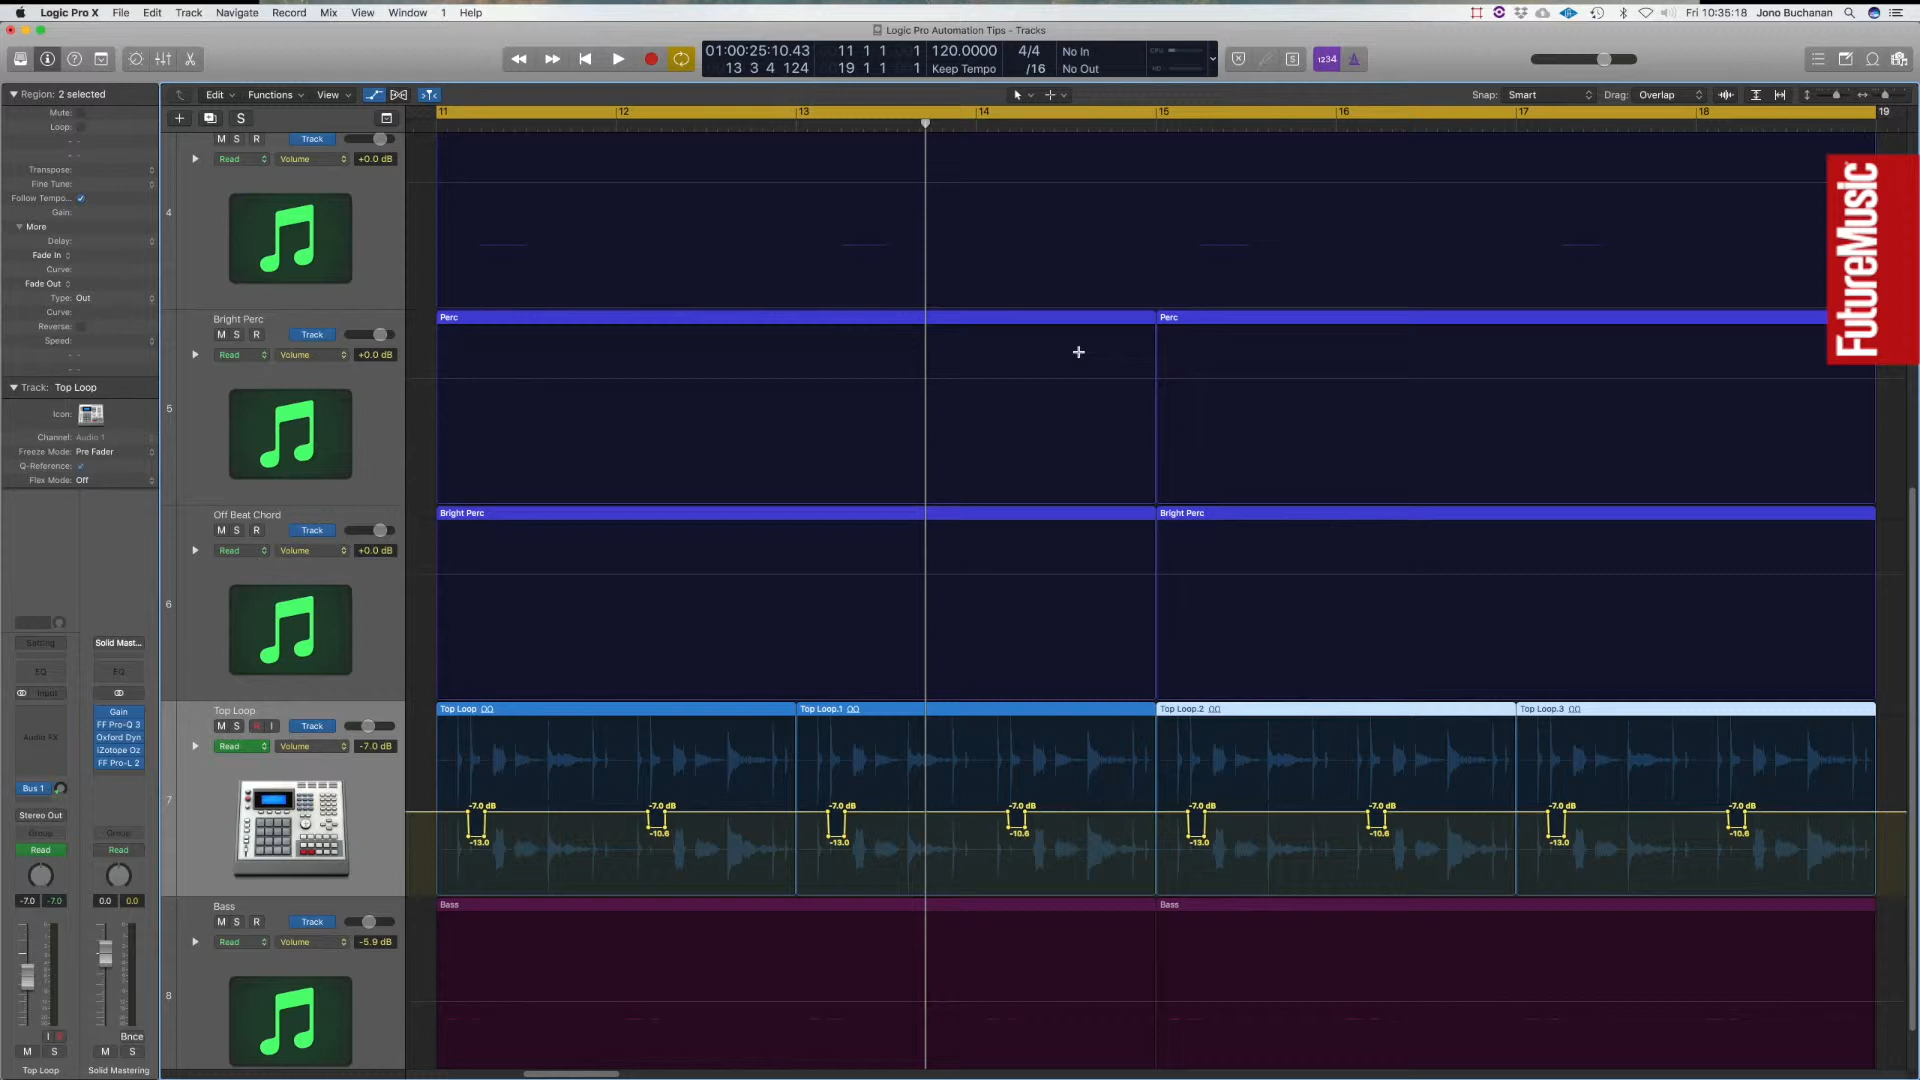 Logic Pro X File Edit Track Navigate Record Mix View Window 1 Help
Fri 10:35:18 Jono Buchanan
Logic Pro Automation Tips - Tracks
01:00:25:10.43 11 1 1 1 120.0000 4/4 No In
13 3 4 124 19 1 1 1 Keep Tempo /16 No Out
CPU
HD
1234
Region: 2 selected
Edit Functions View
Snap: Smart Drag: Overlap
Mute:
Loop:
Transpose:
Fine Tune:
Follow Tempo...
Gain:
More
Delay:
Fade In
Curve:
Fade Out
Type: Out
Curve:
Reverse:
Speed:
S
11 12 13 14 15 16 17 18 19
M S R Track
Read Volume +0.0 dB
4
FutureMusic
Bright Perc
M S R Track
Read Volume +0.0 dB
5
Perc Perc
Track: Top Loop
Icon:
Channel: Audio 1
Freeze Mode: Pre Fader
Q-Reference:
Flex Mode: Off
Off Beat Chord
M S R Track
Read Volume +0.0 dB
6
Bright Perc Bright Perc
Setting Solid Mast...
EQ EQ
Input
Audio FX
Gain
FF Pro-Q 3
Oxford Dyn
iZotope Oz
FF Pro-L 2
Bus 1
Stereo Out
Group Group
Read Read
-7.0 -7.0 0.0 0.0
I R Bnce
M S M S
Top Loop Solid Mastering
Top Loop
M S R I Track
Read Volume -7.0 dB
7
Top Loop Top Loop.1 Top Loop.2 Top Loop.3
-7.0 dB -7.0 dB -7.0 dB -7.0 dB -7.0 dB -7.0 dB -7.0 dB -7.0 dB
-13.0 -10.6 -13.0 -10.6 -13.0 -10.6 -13.0 -10.6
Bass
M S R Track
Read Volume -5.9 dB
8
Bass Bass